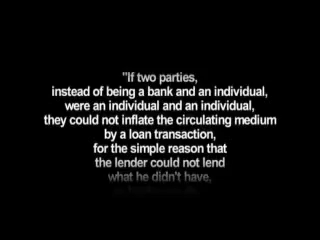 "If two parties,
instead of being a bank and an individual,
were an individual and an individual,
they could not inflate the circulating medium
by a loan transaction,
for the simple reason that
the lender could not lend
what he didn't have,